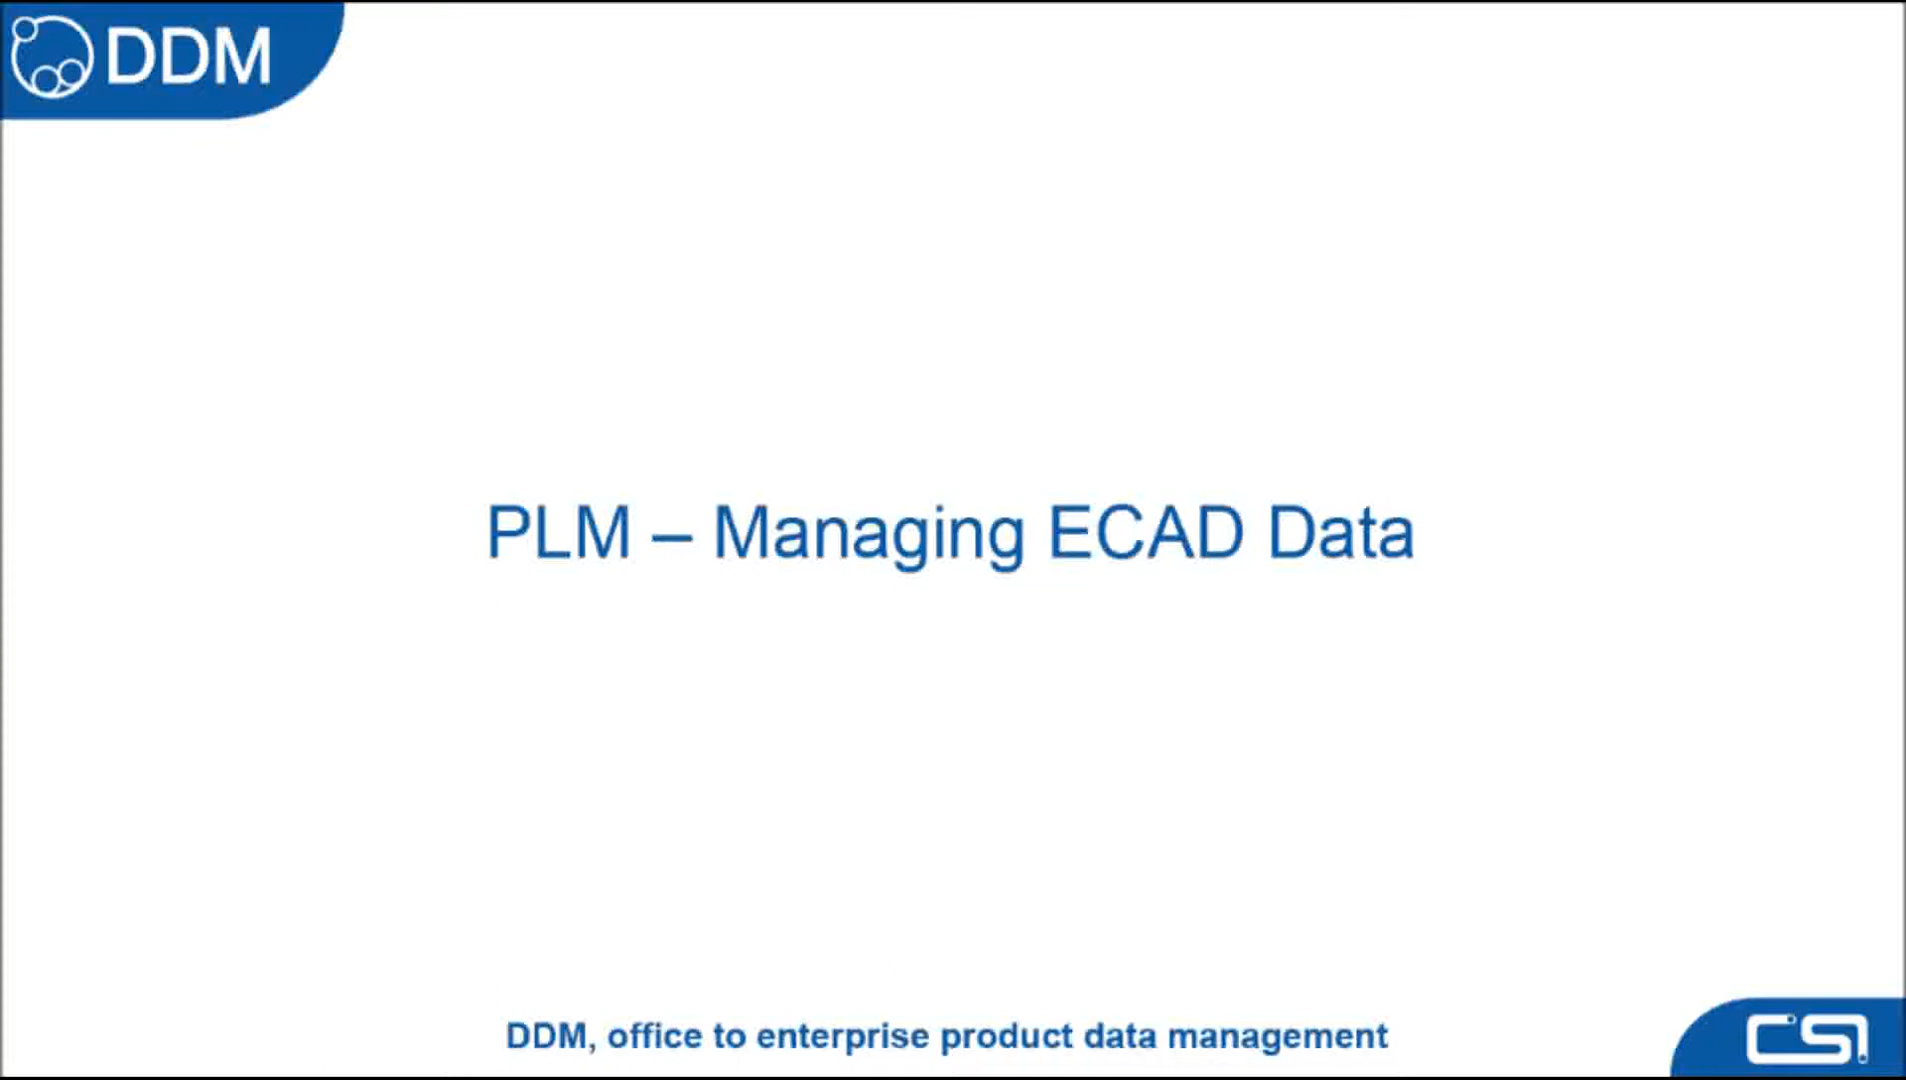 DDM
PLM – Managing ECAD Data
DDM, office to enterprise product data management
CSI